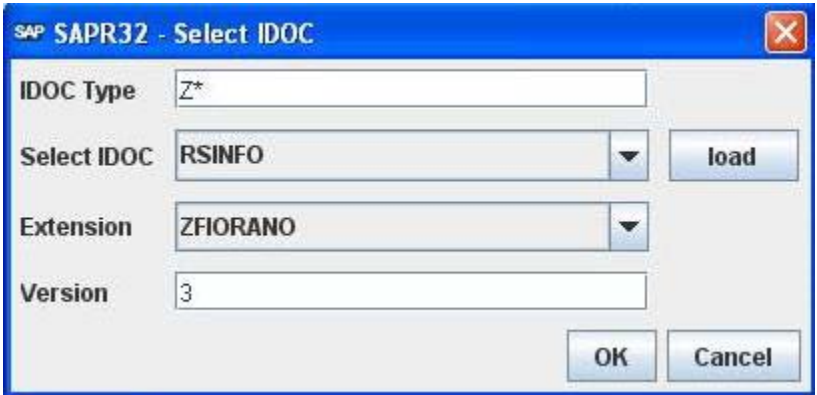 SAP SAPR32 - Select IDOC
IDOC Type Z*
Select IDOC RSINFO load
Extension ZFIORANO
Version 3
OK Cancel